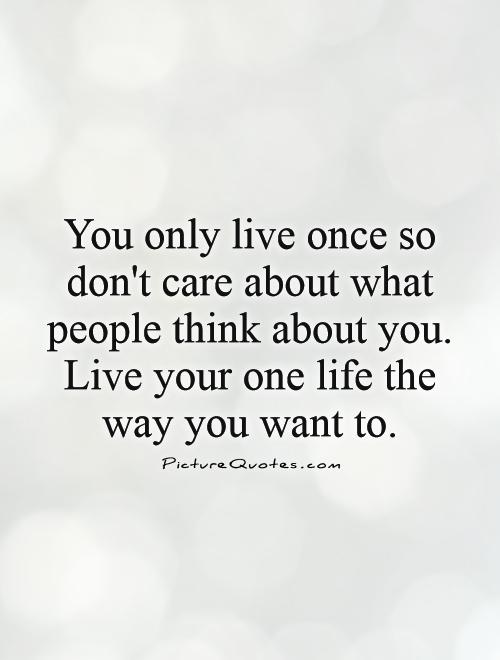 You only live once so
don't care about what
people think about you.
Live your one life the
way you want to.
PictureQuotes.com